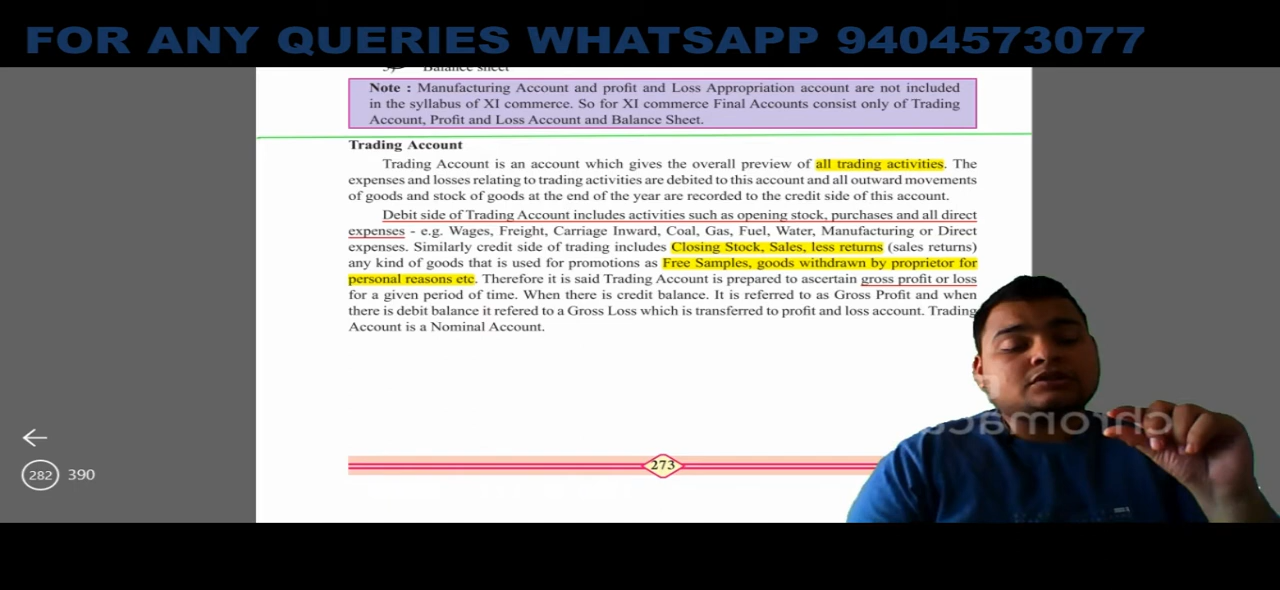 FOR ANY QUERIES WHATSAPP 9404573077
Balance sheet
Note : Manufacturing Account and profit and Loss Appropriation account are not included
in the syllabus of XI commerce. So for XI commerce Final Accounts consist only of Trading
Account, Profit and Loss Account and Balance Sheet.
Trading Account
Trading Account is an account which gives the overall preview of all trading activities. The
expenses and losses relating to trading activities are debited to this account and all outward movements
of goods and stock of goods at the end of the year are recorded to the credit side of this account.
Debit side of Trading Account includes activities such as opening stock, purchases and all direct
expenses - e.g. Wages, Freight, Carriage Inward, Coal, Gas, Fuel, Water, Manufacturing or Direct
expenses. Similarly credit side of trading includes Closing Stock, Sales, less returns (sales returns)
any kind of goods that is used for promotions as Free Samples, goods withdrawn by proprietor for
personal reasons etc. Therefore it is said Trading Account is prepared to ascertain gross profit or loss
for a given period of time. When there is credit balance. It is referred to as Gross Profit and when
there is debit balance it refered to a Gross Loss which is transferred to profit and loss account. Trading
Account is a Nominal Account.
273
282 390